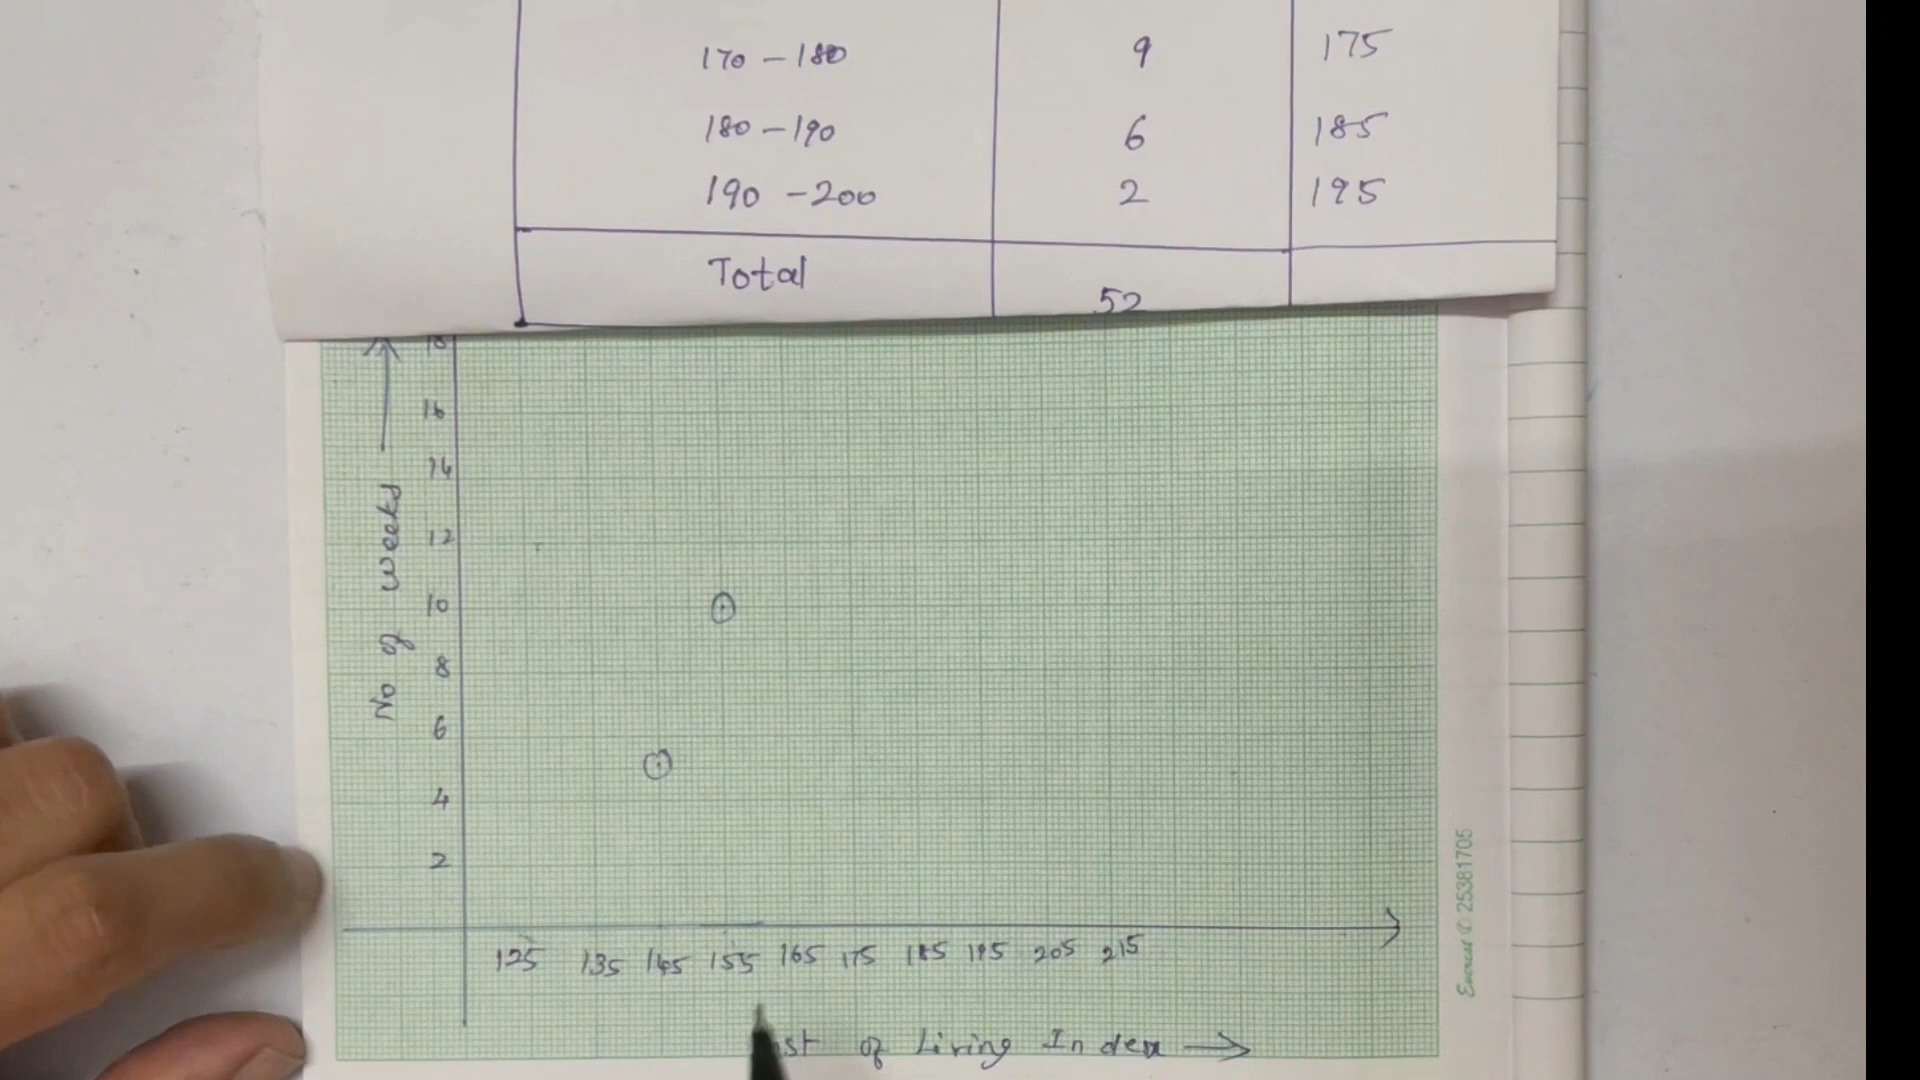 170 – 180 9 175
180 – 190 6 185
190 – 200 2 195
Total 52
18
16
14
12
10
8
6
4
2
No of weeks
125 135 145 155 165 175 185 195 205 215
of Living Index
Everest © 25381705